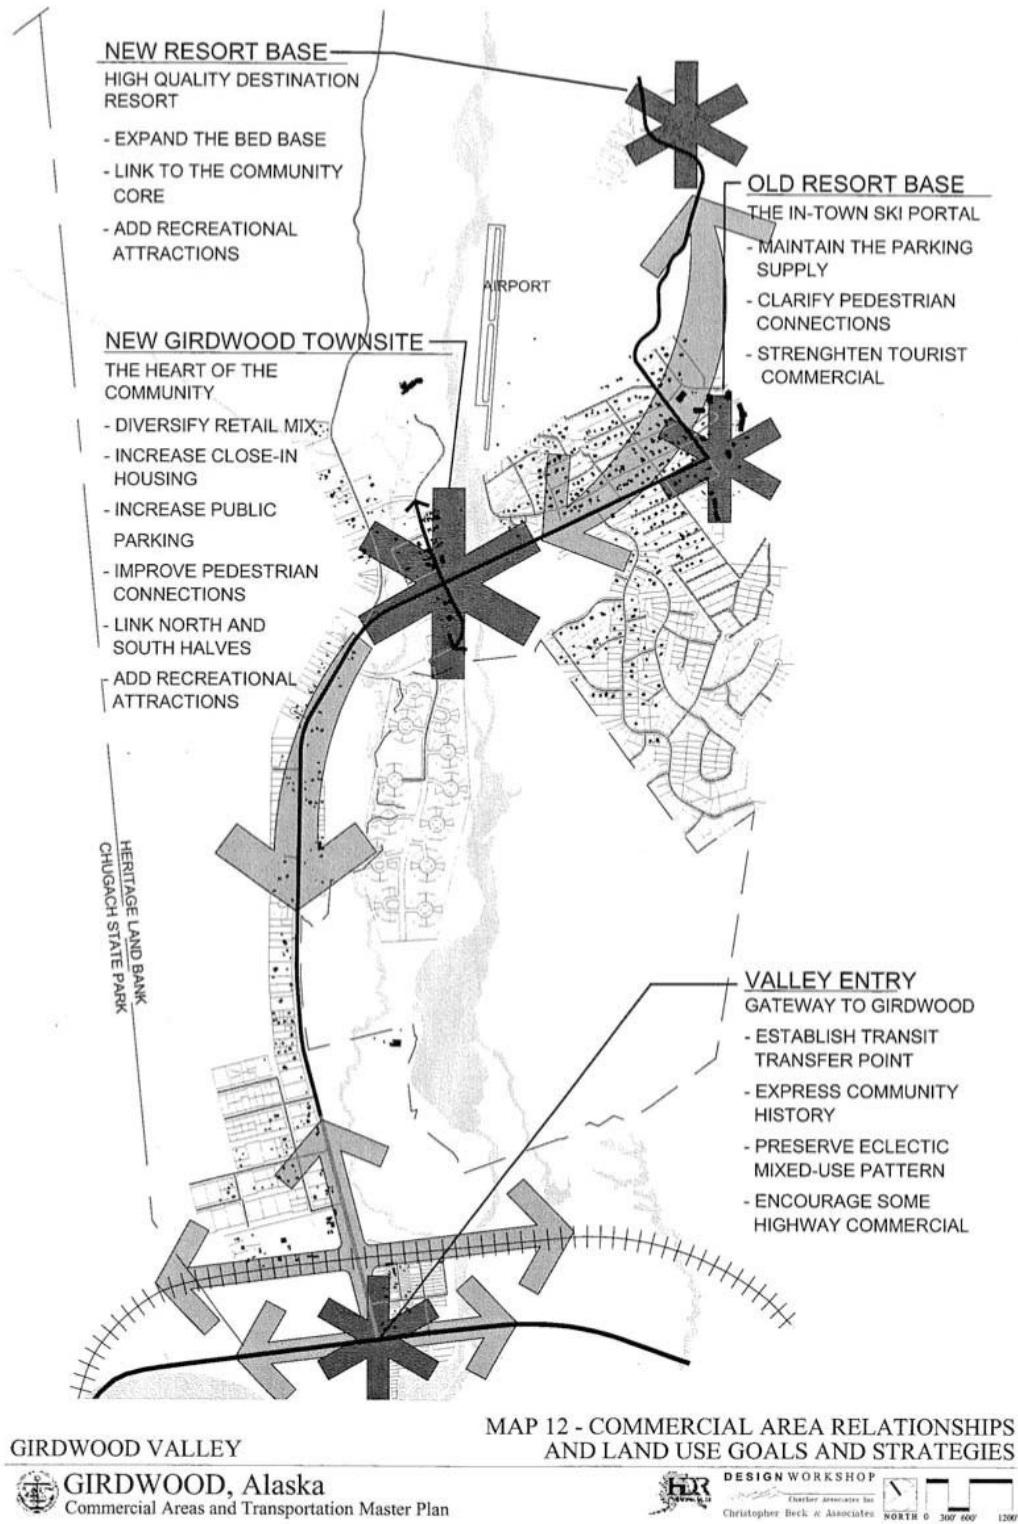 NEW RESORT BASE
HIGH QUALITY DESTINATION
RESORT
- EXPAND THE BED BASE
- LINK TO THE COMMUNITY
CORE
- ADD RECREATIONAL
ATTRACTIONS
OLD RESORT BASE
THE IN-TOWN SKI PORTAL
- MAINTAIN THE PARKING
SUPPLY
- CLARIFY PEDESTRIAN
CONNECTIONS
- STRENGHTEN TOURIST
COMMERCIAL
AIRPORT
NEW GIRDWOOD TOWNSITE
THE HEART OF THE
COMMUNITY
- DIVERSIFY RETAIL MIX
- INCREASE CLOSE-IN
HOUSING
- INCREASE PUBLIC
PARKING
- IMPROVE PEDESTRIAN
CONNECTIONS
- LINK NORTH AND
SOUTH HALVES
- ADD RECREATIONAL
ATTRACTIONS
HERITAGE LAND BANK
CHUGACH STATE PARK
VALLEY ENTRY
GATEWAY TO GIRDWOOD
- ESTABLISH TRANSIT
TRANSFER POINT
- EXPRESS COMMUNITY
HISTORY
- PRESERVE ECLECTIC
MIXED-USE PATTERN
- ENCOURAGE SOME
HIGHWAY COMMERCIAL
MAP 12 - COMMERCIAL AREA RELATIONSHIPS
AND LAND USE GOALS AND STRATEGIES
GIRDWOOD VALLEY
GIRDWOOD, Alaska
Commercial Areas and Transportation Master Plan
HDR
DESIGN WORKSHOP
Christopher Beck & Associates
NORTH 0 300' 600' 1200'